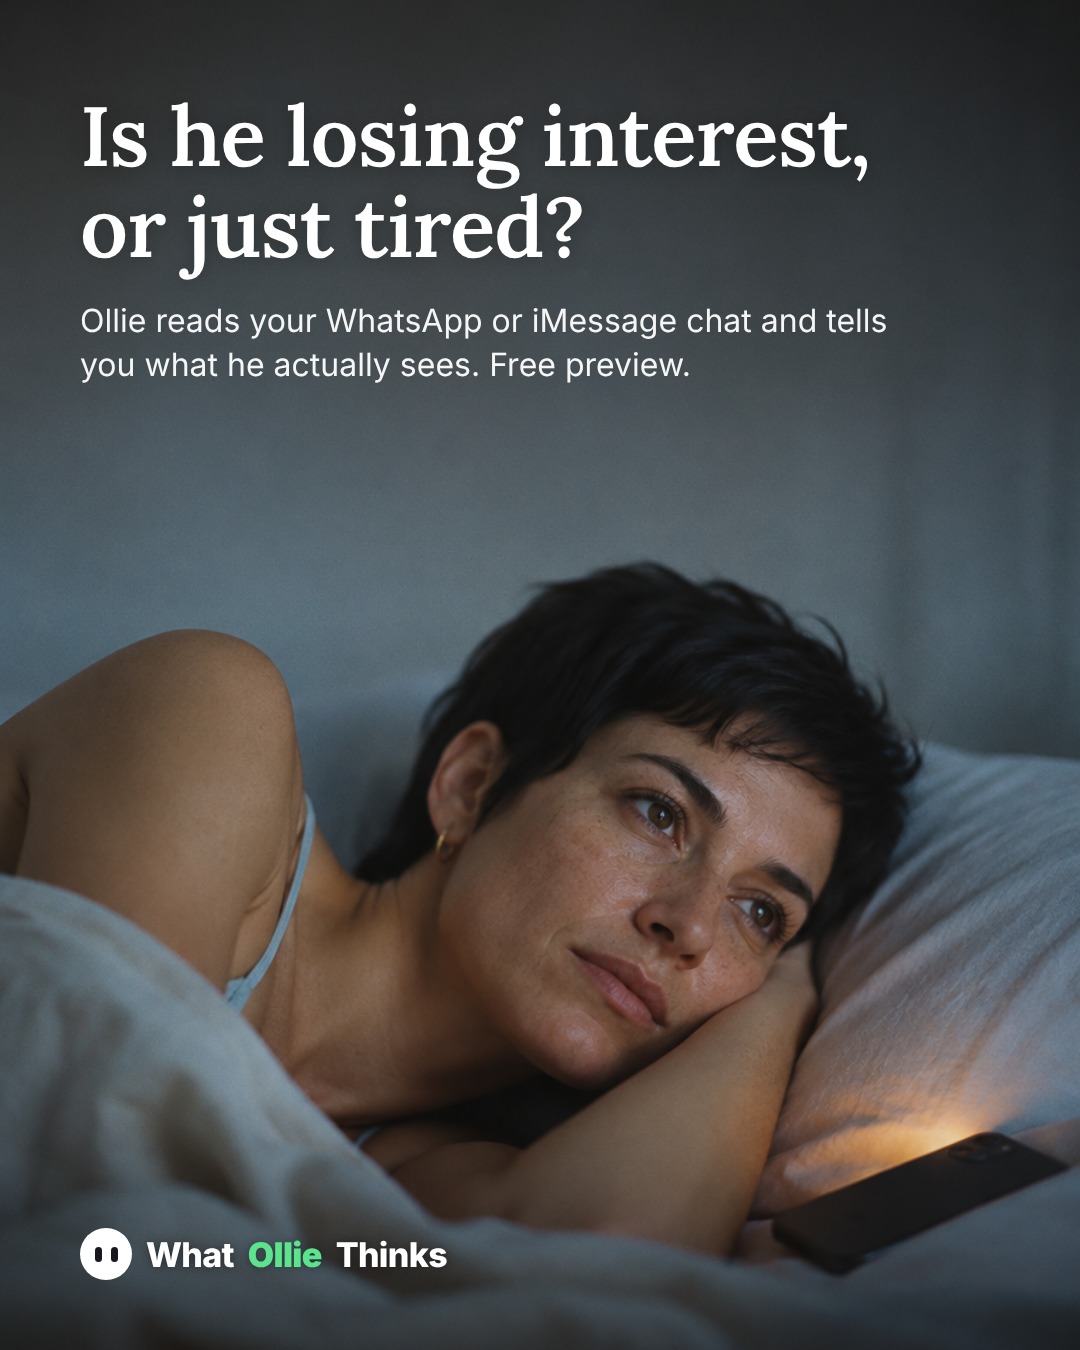 Is he losing interest,
or just tired?
Ollie reads your WhatsApp or iMessage chat and tells
you what he actually sees. Free preview.
What Ollie Thinks